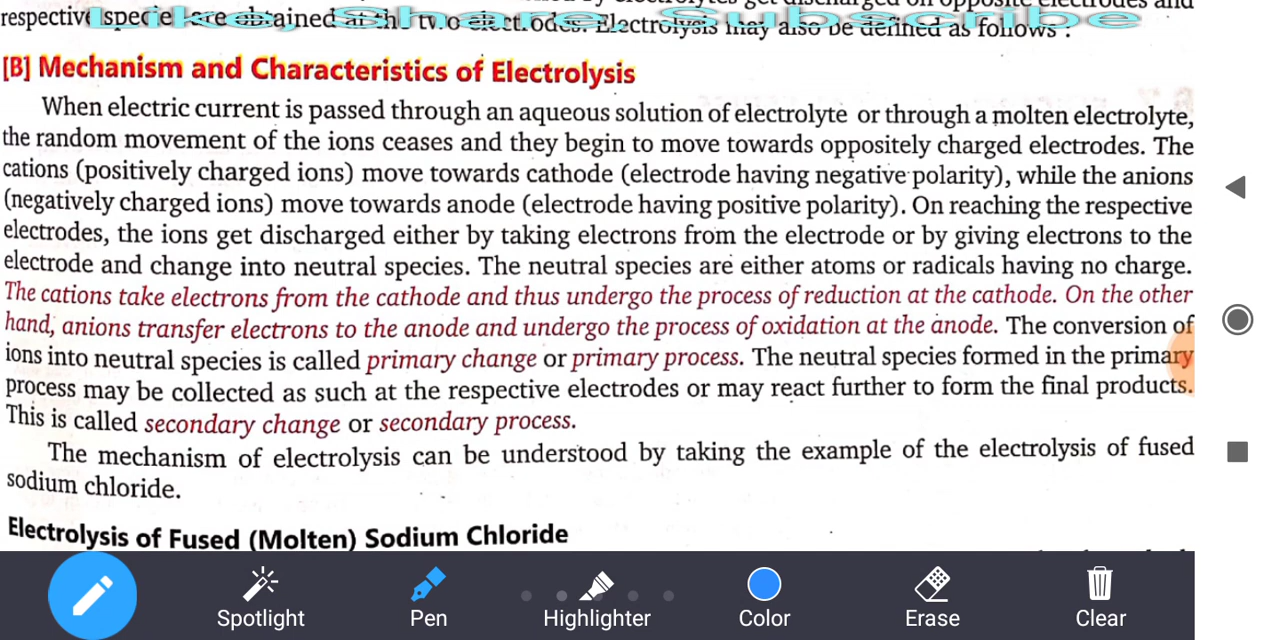 respective species are obtained at the two electrodes. Electrolysis may also be defined as follows :
Like, Share Subscribe
[B] Mechanism and Characteristics of Electrolysis
When electric current is passed through an aqueous solution of electrolyte or through a molten electrolyte,
the random movement of the ions ceases and they begin to move towards oppositely charged electrodes. The
cations (positively charged ions) move towards cathode (electrode having negative polarity), while the anions
(negatively charged ions) move towards anode (electrode having positive polarity). On reaching the respective
electrodes, the ions get discharged either by taking electrons from the electrode or by giving electrons to the
electrode and change into neutral species. The neutral species are either atoms or radicals having no charge.
The cations take electrons from the cathode and thus undergo the process of reduction at the cathode. On the other
hand, anions transfer electrons to the anode and undergo the process of oxidation at the anode. The conversion of
ions into neutral species is called primary change or primary process. The neutral species formed in the primary
process may be collected as such at the respective electrodes or may react further to form the final products.
This is called secondary change or secondary process.
The mechanism of electrolysis can be understood by taking the example of the electrolysis of fused
sodium chloride.
Electrolysis of Fused (Molten) Sodium Chloride
Spotlight Pen Highlighter Color Erase Clear